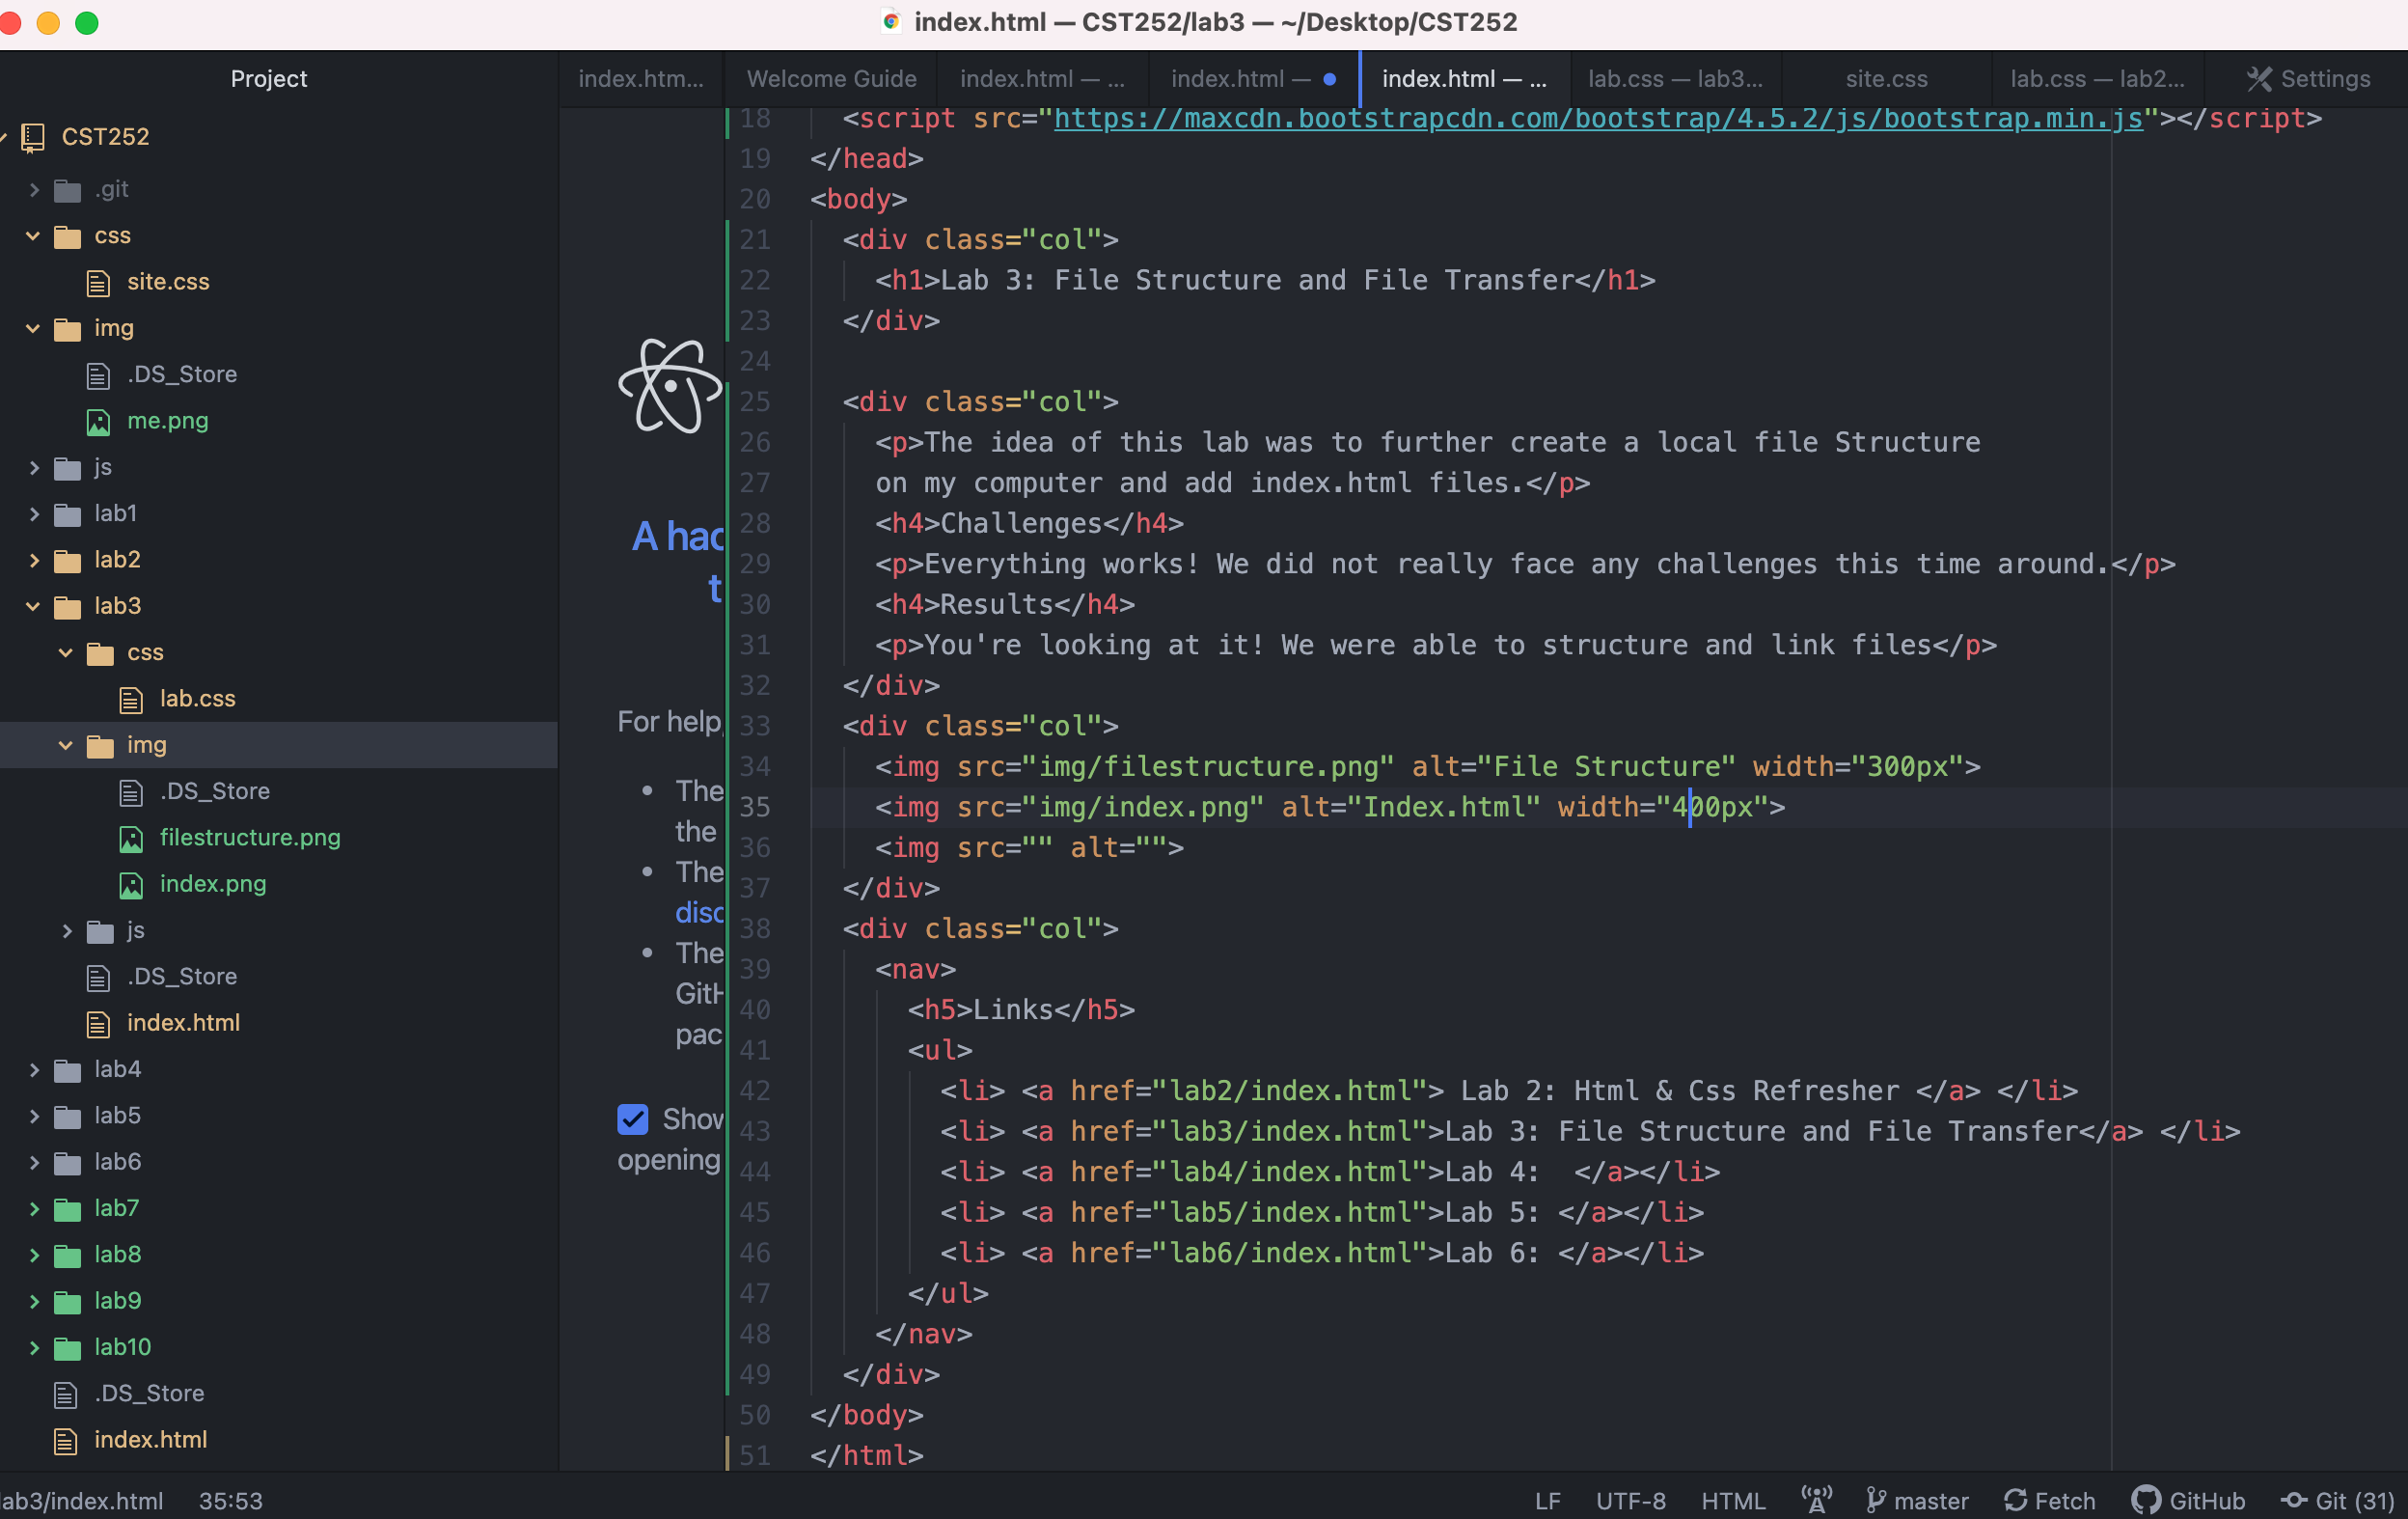 index.html — CST252/lab3 — ~/Desktop/CST252
Project
CST252
.git
css
site.css
img
.DS_Store
me.png
js
lab1
lab2
lab3
css
lab.css
img
.DS_Store
filestructure.png
index.png
js
.DS_Store
index.html
lab4
lab5
lab6
lab7
lab8
lab9
lab10
.DS_Store
index.html
index.htm...
A hac
t
For help,
• The
the
• The
disc
• The
GitH
pac
Show
opening
Welcome Guide index.html — ... index.html — index.html — ... lab.css — lab3... site.css lab.css — lab2... Settings
18 <script src="https://maxcdn.bootstrapcdn.com/bootstrap/4.5.2/js/bootstrap.min.js"></script>
19 </head>
20 <body>
21 <div class="col">
22 <h1>Lab 3: File Structure and File Transfer</h1>
23 </div>
24
25 <div class="col">
26 <p>The idea of this lab was to further create a local file Structure
27 on my computer and add index.html files.</p>
28 <h4>Challenges</h4>
29 <p>Everything works! We did not really face any challenges this time around.</p>
30 <h4>Results</h4>
31 <p>You're looking at it! We were able to structure and link files</p>
32 </div>
33 <div class="col">
34 <img src="img/filestructure.png" alt="File Structure" width="300px">
35 <img src="img/index.png" alt="Index.html" width="400px">
36 <img src="" alt="">
37 </div>
38 <div class="col">
39 <nav>
40 <h5>Links</h5>
41 <ul>
42 <li> <a href="lab2/index.html"> Lab 2: Html & Css Refresher </a> </li>
43 <li> <a href="lab3/index.html">Lab 3: File Structure and File Transfer</a> </li>
44 <li> <a href="lab4/index.html">Lab 4:  </a></li>
45 <li> <a href="lab5/index.html">Lab 5: </a></li>
46 <li> <a href="lab6/index.html">Lab 6: </a></li>
47 </ul>
48 </nav>
49 </div>
50 </body>
51 </html>
lab3/index.html 35:53 LF UTF-8 HTML master Fetch GitHub Git (31)